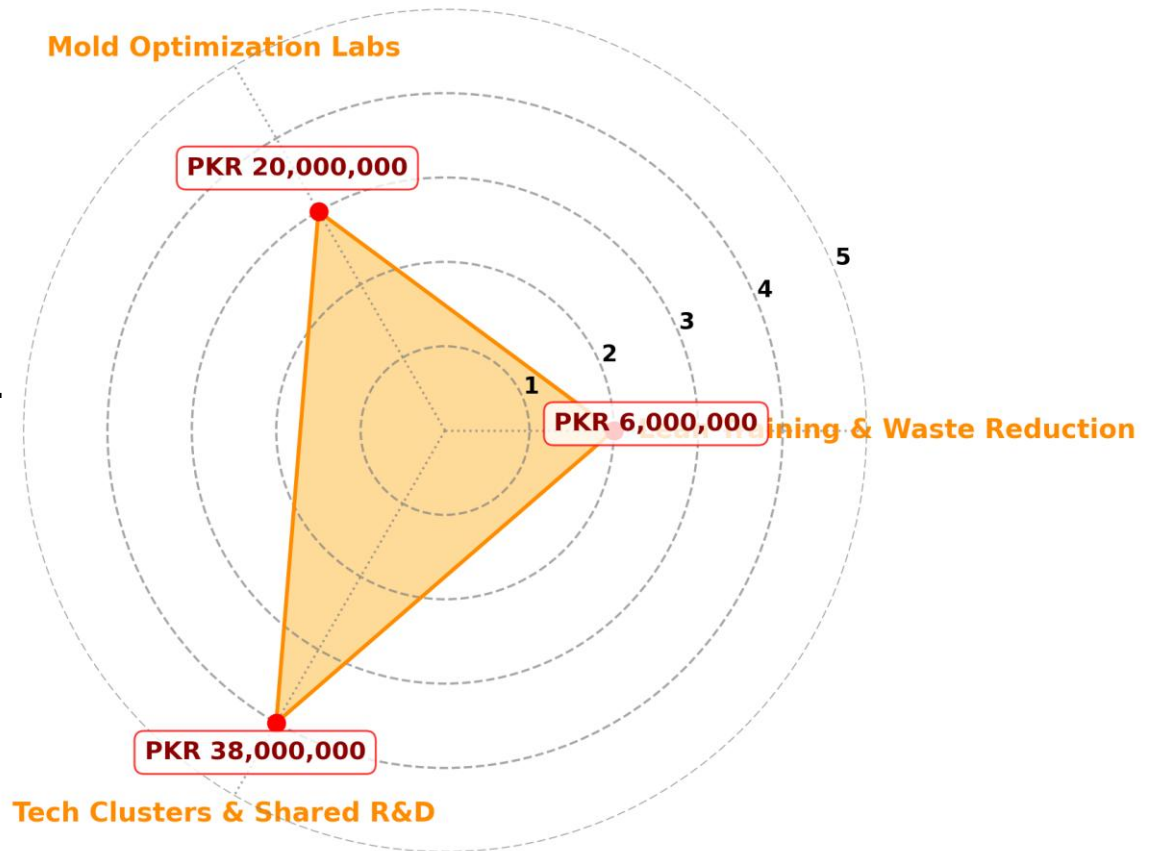 Mold Optimization Labs
PKR 20,000,000
5
4
3
2
1
PKR 6,000,000
Training & Waste Reduction
PKR 38,000,000
Tech Clusters & Shared R&D